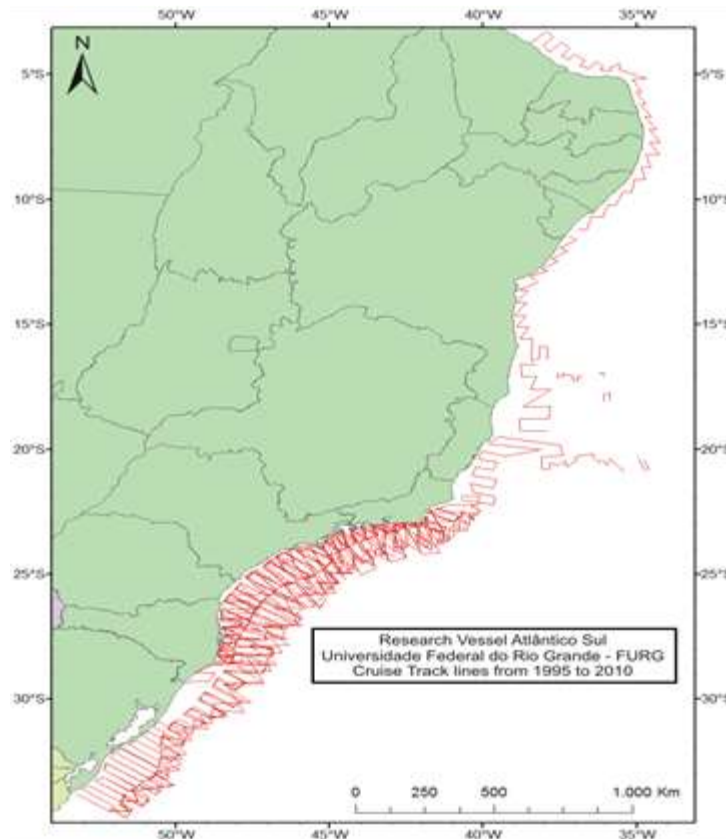 50°W 45°W 40°W 35°W
N
5°S 5°S
10°S 10°S
15°S 15°S
20°S 20°S
25°S 25°S
Research Vessel Atlântico Sul
Universidade Federal do Rio Grande - FURG
Cruise Track lines from 1995 to 2010
30°S 30°S
0 250 500 1.000 Km
50°W 45°W 40°W 35°W